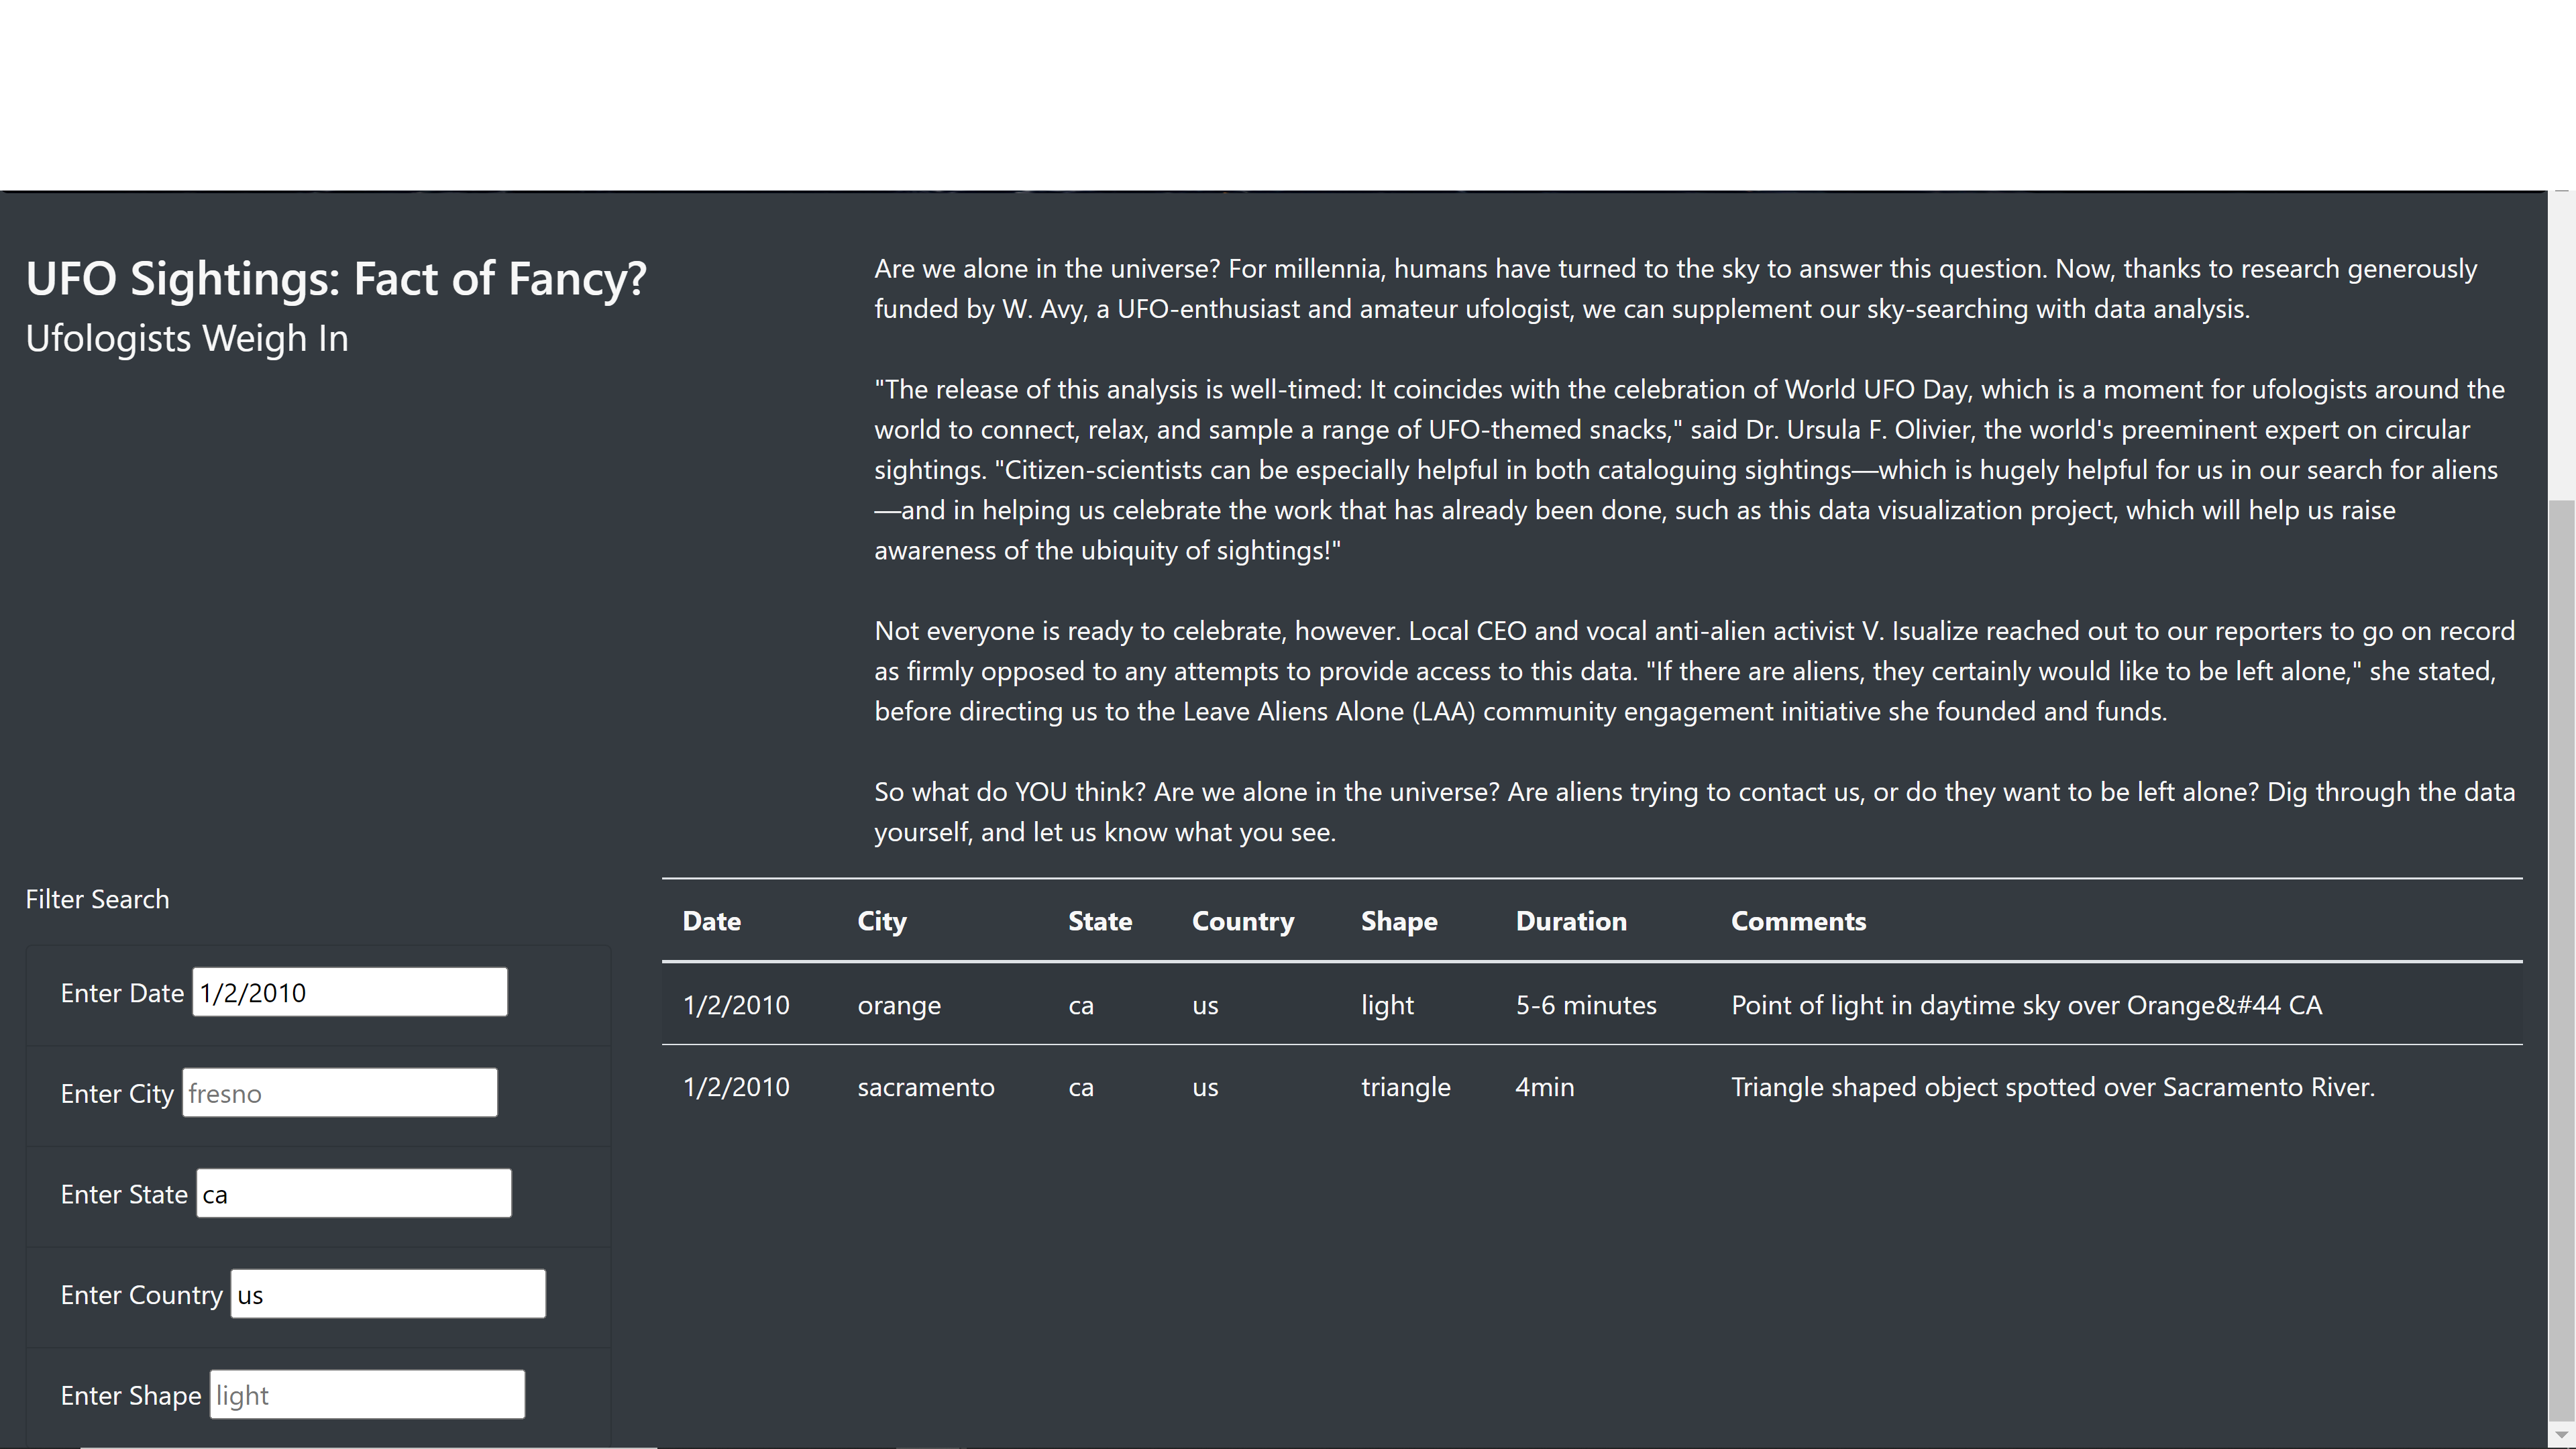 UFO Sightings: Fact of Fancy?
Ufologists Weigh In
Are we alone in the universe? For millennia, humans have turned to the sky to answer this question. Now, thanks to research generously
funded by W. Avy, a UFO-enthusiast and amateur ufologist, we can supplement our sky-searching with data analysis.
"The release of this analysis is well-timed: It coincides with the celebration of World UFO Day, which is a moment for ufologists around the
world to connect, relax, and sample a range of UFO-themed snacks," said Dr. Ursula F. Olivier, the world's preeminent expert on circular
sightings. "Citizen-scientists can be especially helpful in both cataloguing sightings—which is hugely helpful for us in our search for aliens
—and in helping us celebrate the work that has already been done, such as this data visualization project, which will help us raise
awareness of the ubiquity of sightings!"
Not everyone is ready to celebrate, however. Local CEO and vocal anti-alien activist V. Isualize reached out to our reporters to go on record
as firmly opposed to any attempts to provide access to this data. "If there are aliens, they certainly would like to be left alone," she stated,
before directing us to the Leave Aliens Alone (LAA) community engagement initiative she founded and funds.
So what do YOU think? Are we alone in the universe? Are aliens trying to contact us, or do they want to be left alone? Dig through the data
yourself, and let us know what you see.
Filter Search
Enter Date 1/2/2010
Enter City fresno
Enter State ca
Enter Country us
Enter Shape light
Date City State Country Shape Duration Comments
1/2/2010 orange ca us light 5-6 minutes Point of light in daytime sky over Orange&#44 CA
1/2/2010 sacramento ca us triangle 4min Triangle shaped object spotted over Sacramento River.